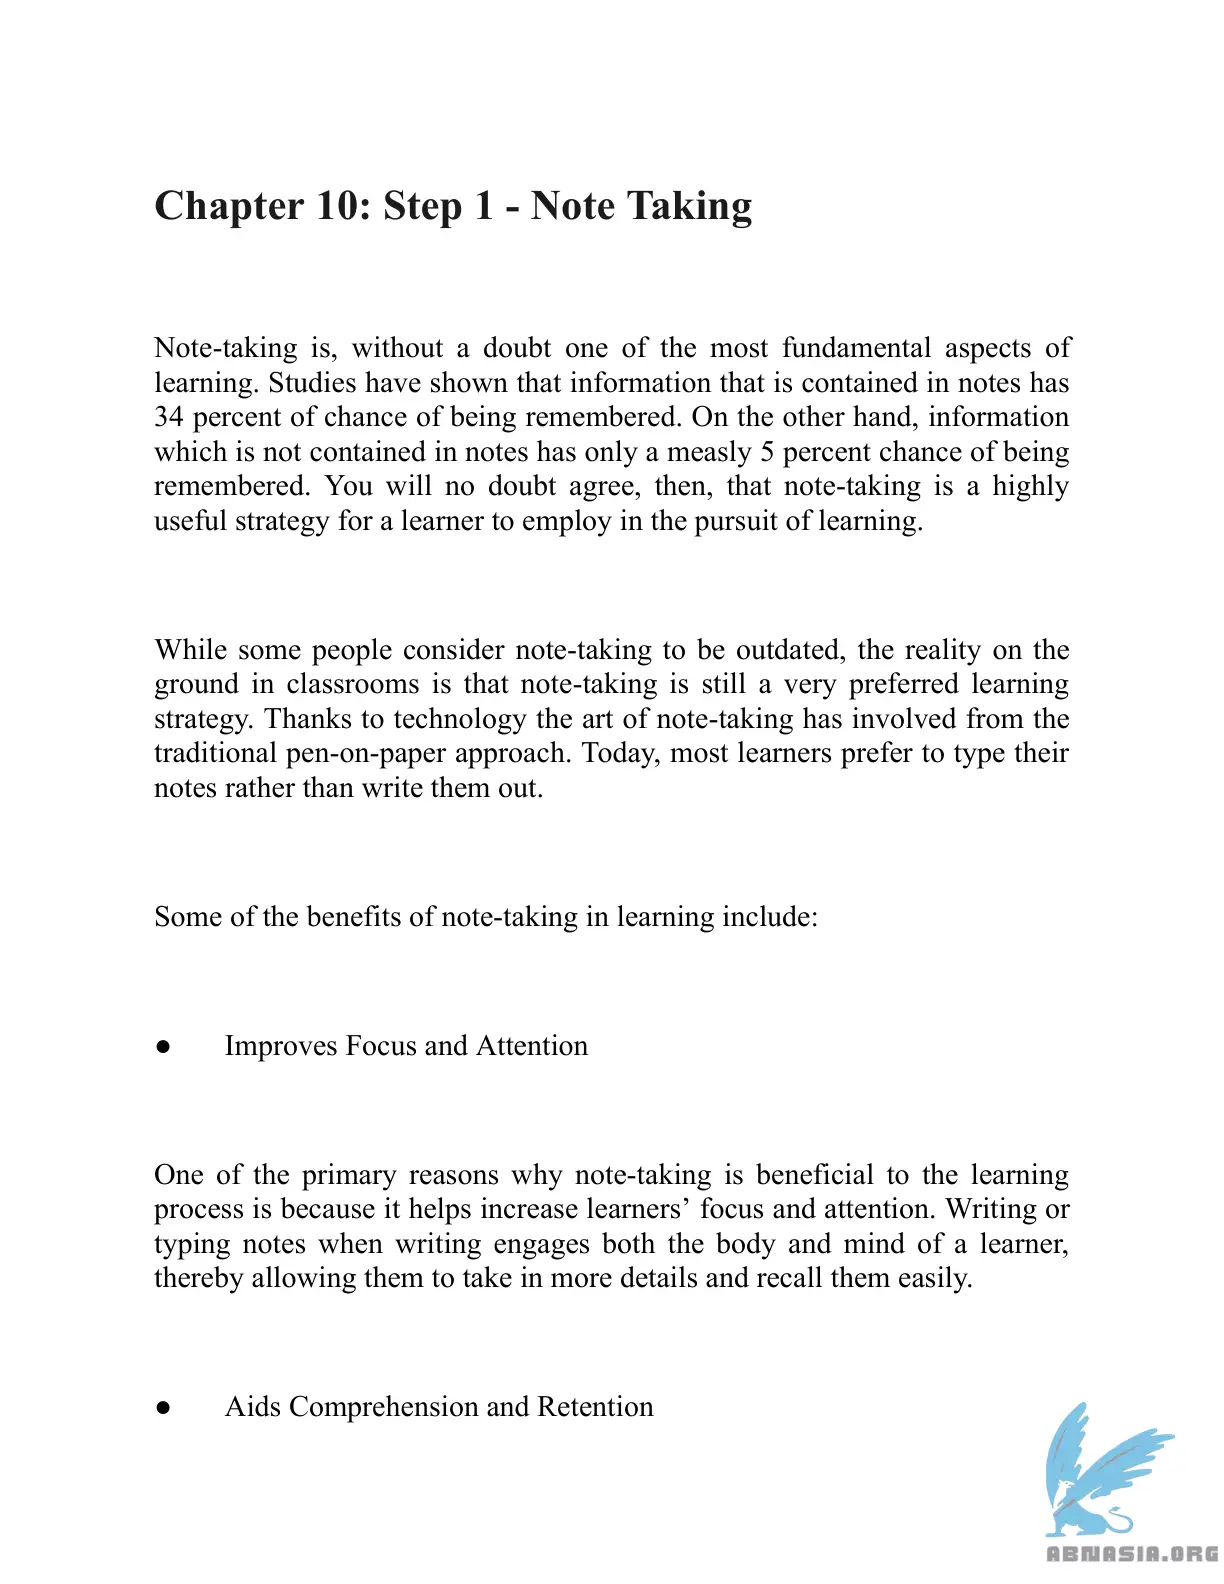 Chapter 10: Step 1 - Note Taking
Note-taking is, without a doubt one of the most fundamental aspects of
learning. Studies have shown that information that is contained in notes has
34 percent of chance of being remembered. On the other hand, information
which is not contained in notes has only a measly 5 percent chance of being
remembered. You will no doubt agree, then, that note-taking is a highly
useful strategy for a learner to employ in the pursuit of learning.
While some people consider note-taking to be outdated, the reality on the
ground in classrooms is that note-taking is still a very preferred learning
strategy. Thanks to technology the art of note-taking has involved from the
traditional pen-on-paper approach. Today, most learners prefer to type their
notes rather than write them out.
Some of the benefits of note-taking in learning include:
● Improves Focus and Attention
One of the primary reasons why note-taking is beneficial to the learning
process is because it helps increase learners’ focus and attention. Writing or
typing notes when writing engages both the body and mind of a learner,
thereby allowing them to take in more details and recall them easily.
● Aids Comprehension and Retention
ABNASIA.ORG